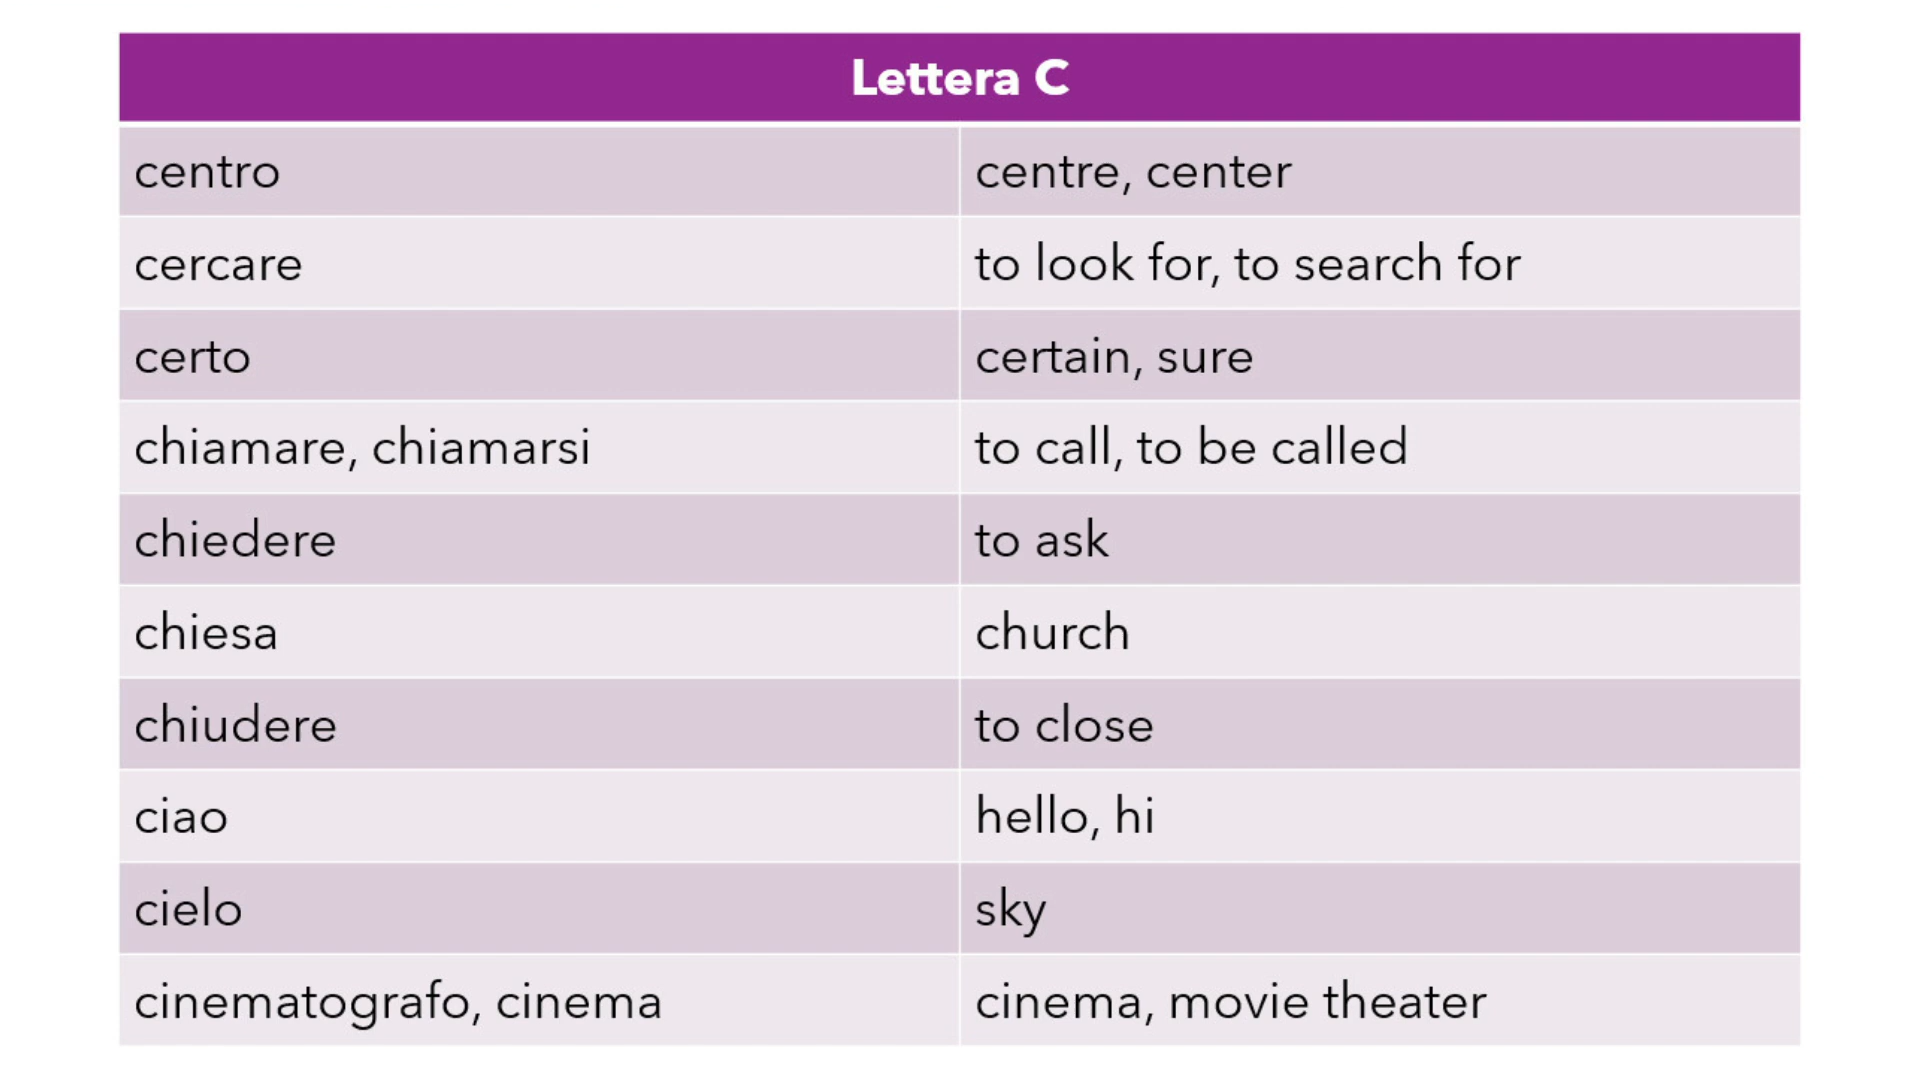 Lettera C
centro centre, center
cercare to look for, to search for
certo certain, sure
chiamare, chiamarsi to call, to be called
chiedere to ask
chiesa church
chiudere to close
ciao hello, hi
cielo sky
cinematografo, cinema cinema, movie theater